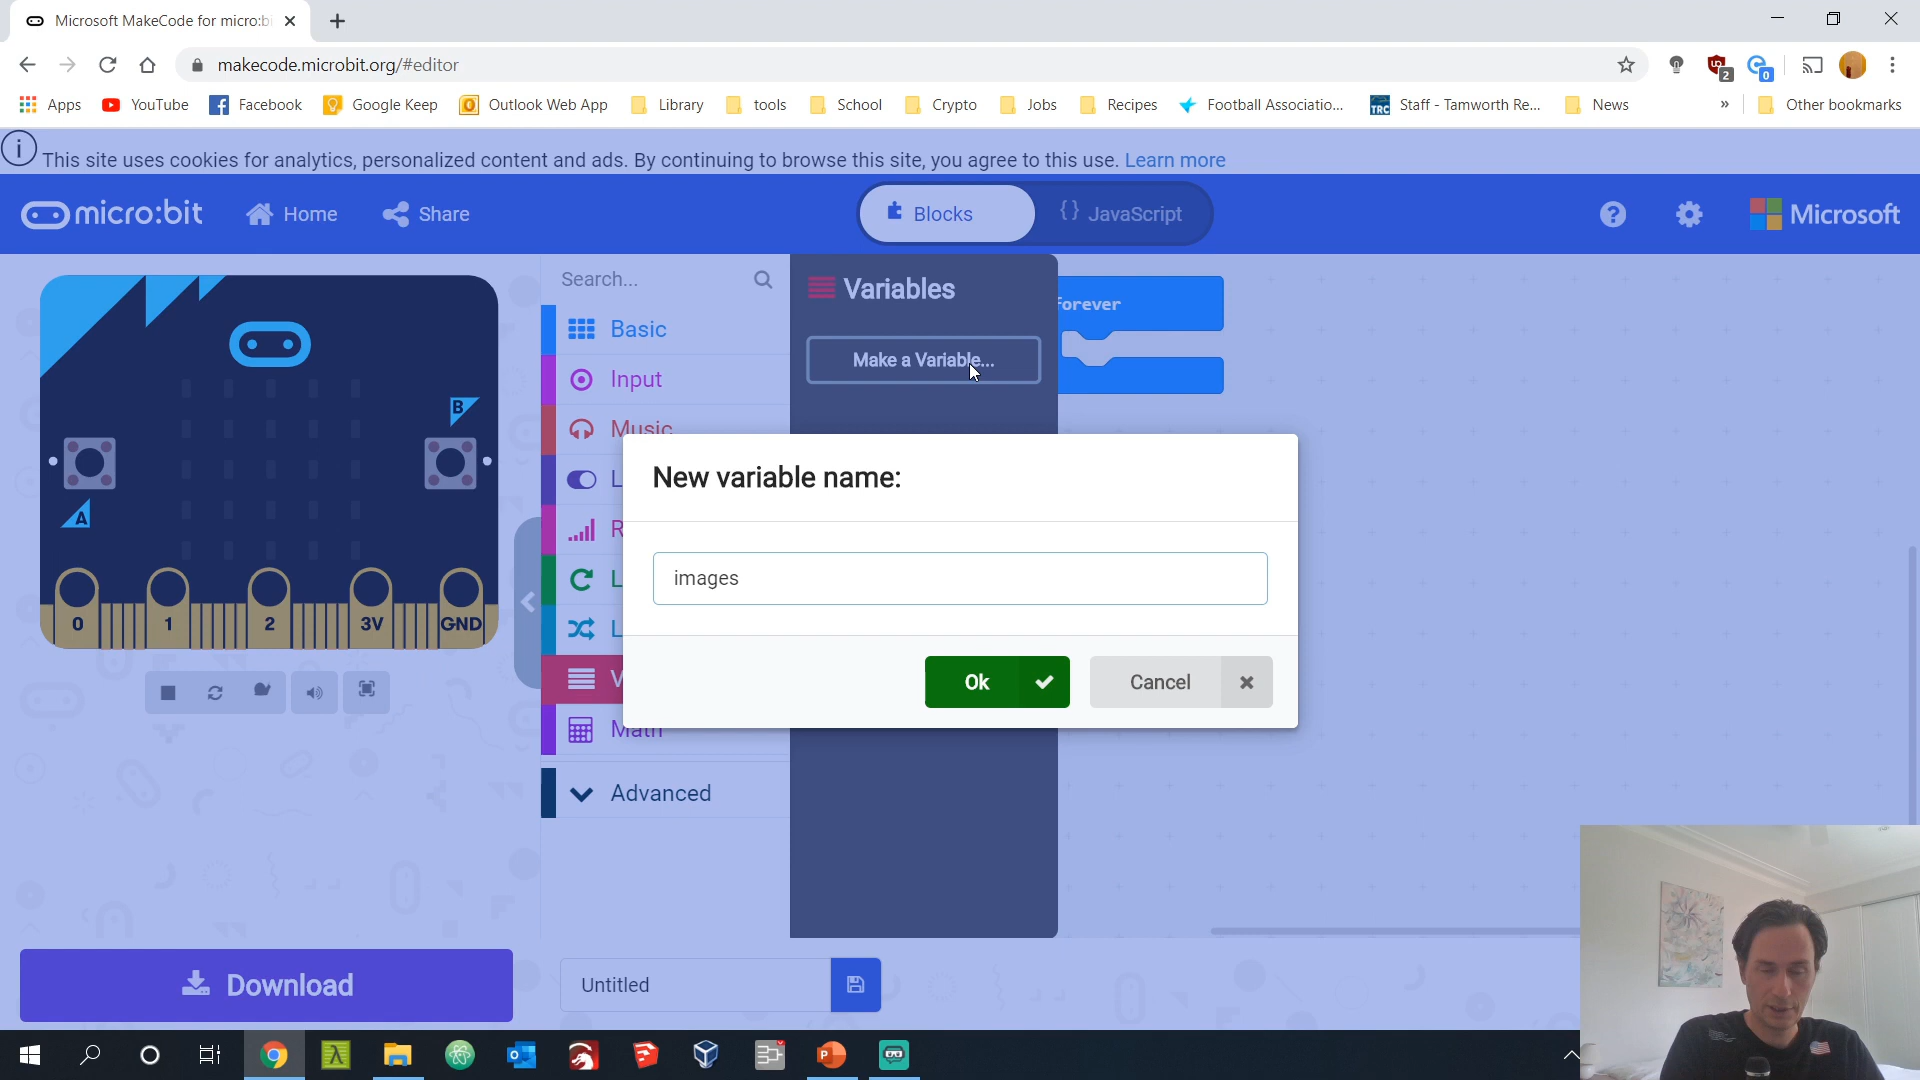 Microsoft MakeCode for micro:bi
makecode.microbit.org/#editor
2
0
Apps
YouTube
Facebook
Google Keep
Outlook Web App
Library
tools
School
Crypto
Jobs
Recipes
Football Associatio...
TRC
Staff - Tamworth Re...
News
»
Other bookmarks
This site uses cookies for analytics, personalized content and ads. By continuing to browse this site, you agree to this use. Learn more
micro:bit
Home
Share
Blocks
{} JavaScript
?
Microsoft
Search...
Variables
Make a Variable...
forever
Basic
Input
Music
L
R
L
L
V
Math
Advanced
B
A
0
1
2
3V
GND
New variable name:
images
Ok
Cancel
Download
Untitled